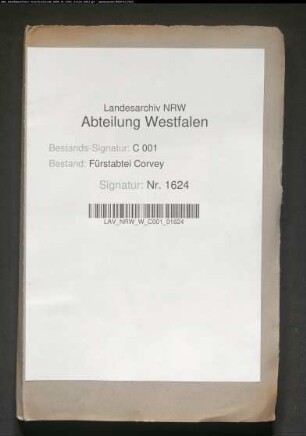 Landesarchiv NRW
Abteilung Westfalen
Bestands-Signatur: C 001
Bestand: Fürstabtei Corvey
Signatur: Nr. 1624
LAV_NRW_W_C001_01624